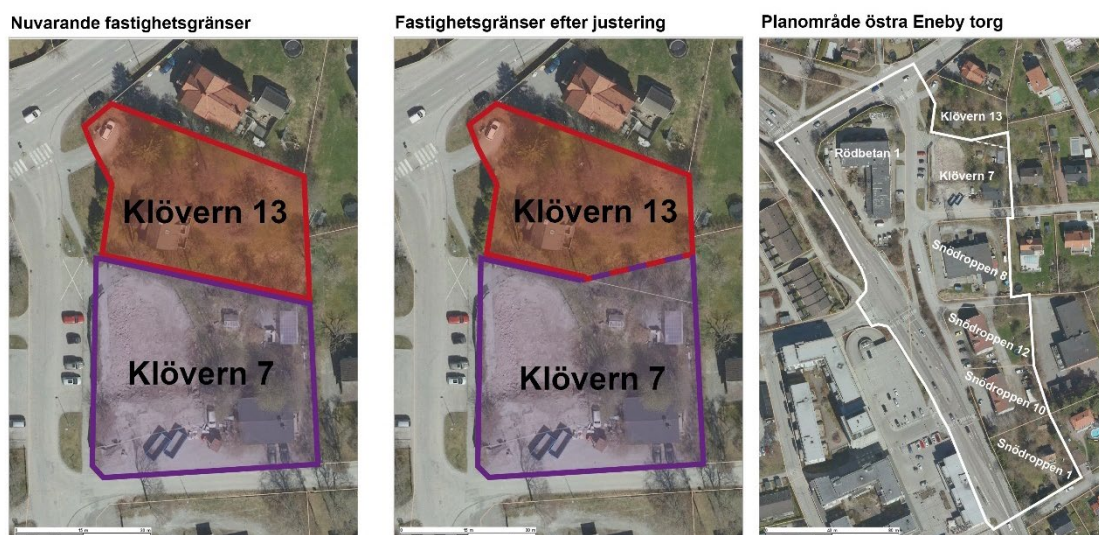 Nuvarande fastighetsgränser
Fastighetsgränser efter justering
Planområde östra Eneby torg
Klövern 13
Klövern 7
Klövern 13
Klövern 7
Klövern 13
Rödbetan 1
Klövern 7
Snödroppen 8
Snödroppen 12
Snödroppen 10
Snödroppen 1